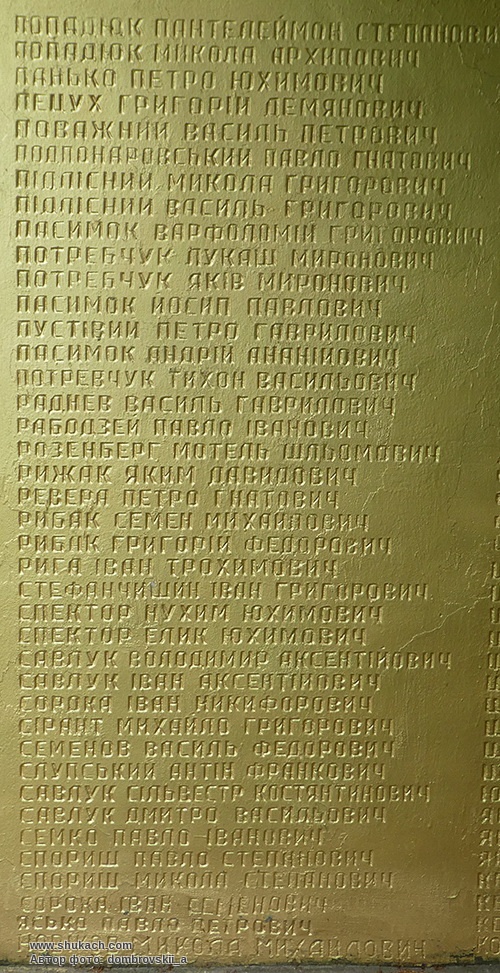 ПОПАДЮК ПАНТЕЛЕЙМОН СТЕПАНОВИ
ПОПАДЮК МИКОЛА АРХИПОВИЧ
ПАНЬКО ПЕТРО ЮХИМОВИЧ
ПЕЦУХ ГРИГОРІЙ ДЕМЯНОВИЧ
ПОВАЖНИЙ ВАСИЛЬ ПЕТРОВИЧ
ПОДПОНАРОВСЬКИЙ ПАВЛО ГНАТОВИЧ
ПІДЛІСНИЙ МИКОЛА ГРИГОРОВИЧ
ПІДЛІСНИЙ ВАСИЛЬ ГРИГОРОВИЧ
ПАСИМОК ВАРФОЛОМІЙ ГРИГОРОВИЧ
ПОТРЕБЧУК ЛУКАШ МИРОНОВИЧ
ПОТРЕБЧУК ЯКІВ МИРОНОВИЧ.
ПАСИМОК ЙОСИП ПАВЛОВИЧ
ПУСТІВИЙ ПЕТРО ГАВРИЛОВИЧ
ПАСИМОК АНДРІЙ АНАНІЙОВИЧ
ПОТРЕВЧУК ТИХОН ВАСИЛЬОВИЧ
РАДНЕВ ВАСИЛЬ ГАВРИЛОВИЧ
РАБОДЗЕЙ ПАВЛО ІВАНОВИЧ
РОЗЕНБЕРГ МОТЕЛЬ ШЛЬОМОВИЧ
РИЖАК ЯКИМ ДАВИДОВИЧ
РЕВЕРА ПЕТРО ГНАТОВИЧ
РИБАК СЕМЕН МИХАЙЛОВИЧ
РИБАК ГРИГОРІЙ ФЕДОРОВИЧ
РИГА ІВАН ТРОХИМОВИЧ
СТЕФАНЧИШИН ІВАН ГРИГОРОВИЧ.
СПЕКТОР НУХИМ ЮХИМОВИЧ
СПЕКТОР ЕЛИК ЮХИМОВИЧ
САВЛУК ВОЛОДИМИР АКСЕНТІЙОВИЧ
САВЛУК ІВАН АКСЕНТІЙОВИЧ
СОРОКА ІВАН НИКИФОРОВИЧ
СІРАНТ МИХАЙЛО ГРИГОРОВИЧ
СЕМЕНОВ ВАСИЛЬ ФЕДОРОВИЧ
СЛУПСЬКИЙ АНТІН ФРАНКОВИЧ
САВЛУК СІЛЬВЕСТР КОСТЯНТИНОВИЧ
САВЛУК ДМИТРО ВАСИЛЬОВИЧ
СЕМКО ПАВЛО ІВАНОВИЧ
СПОРИШ ПАВЛО СТЕПАНОВИЧ
СПОРИШ МИКОЛА СТЕПАНОВИЧ
СОРОКА ІВАН СЕМЕНОВИЧ
ЯСЬКО ПАВЛО ПЕТРОВИЧ
МИКОЛА МИХАЙЛОВИЧ
www.shukach.com
Автор фото: dombrovskii_a